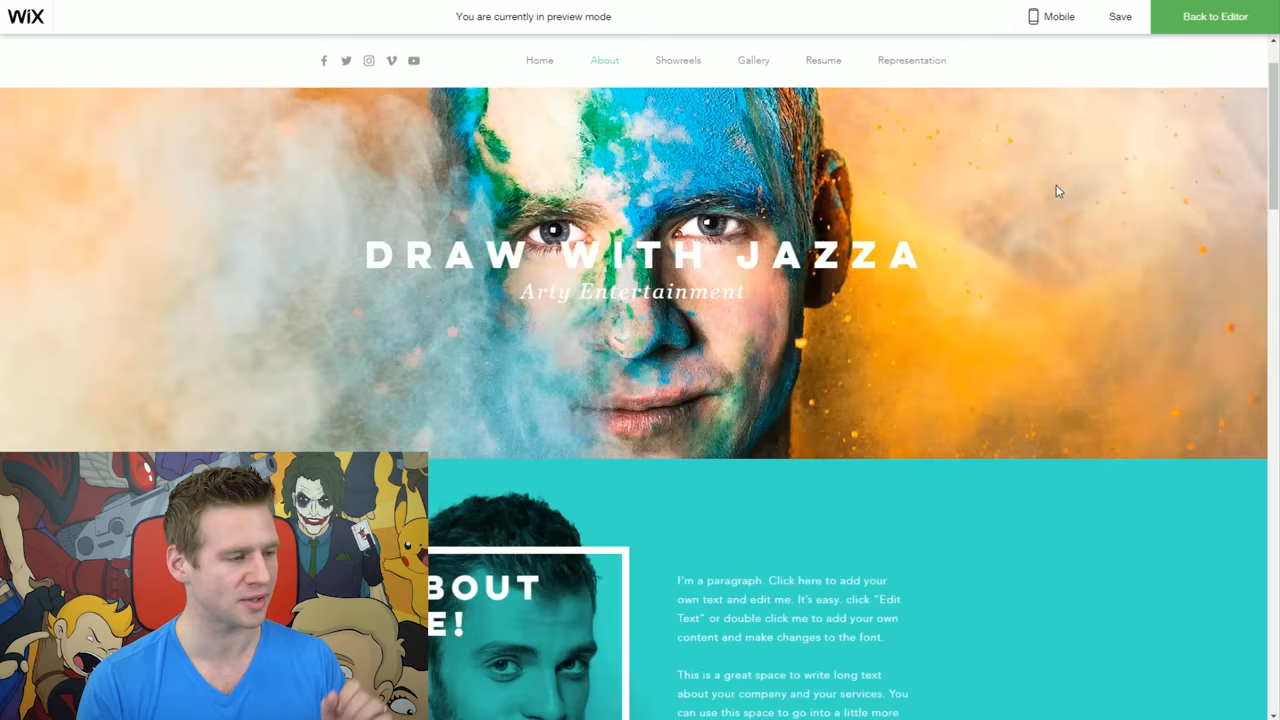 WiX
You are currently in preview mode
Mobile
Save
Back to Editor
Home
About
Showreels
Gallery
Resume
Representation
DRAW WITH JAZZA
Arty Entertainment
BOUT
E!
I'm a paragraph. Click here to add your
own text and edit me. It's easy. click "Edit
Text" or double click me to add your own
content and make changes to the font.
This is a great space to write long text
about your company and your services. You
can use this space to go into a little more